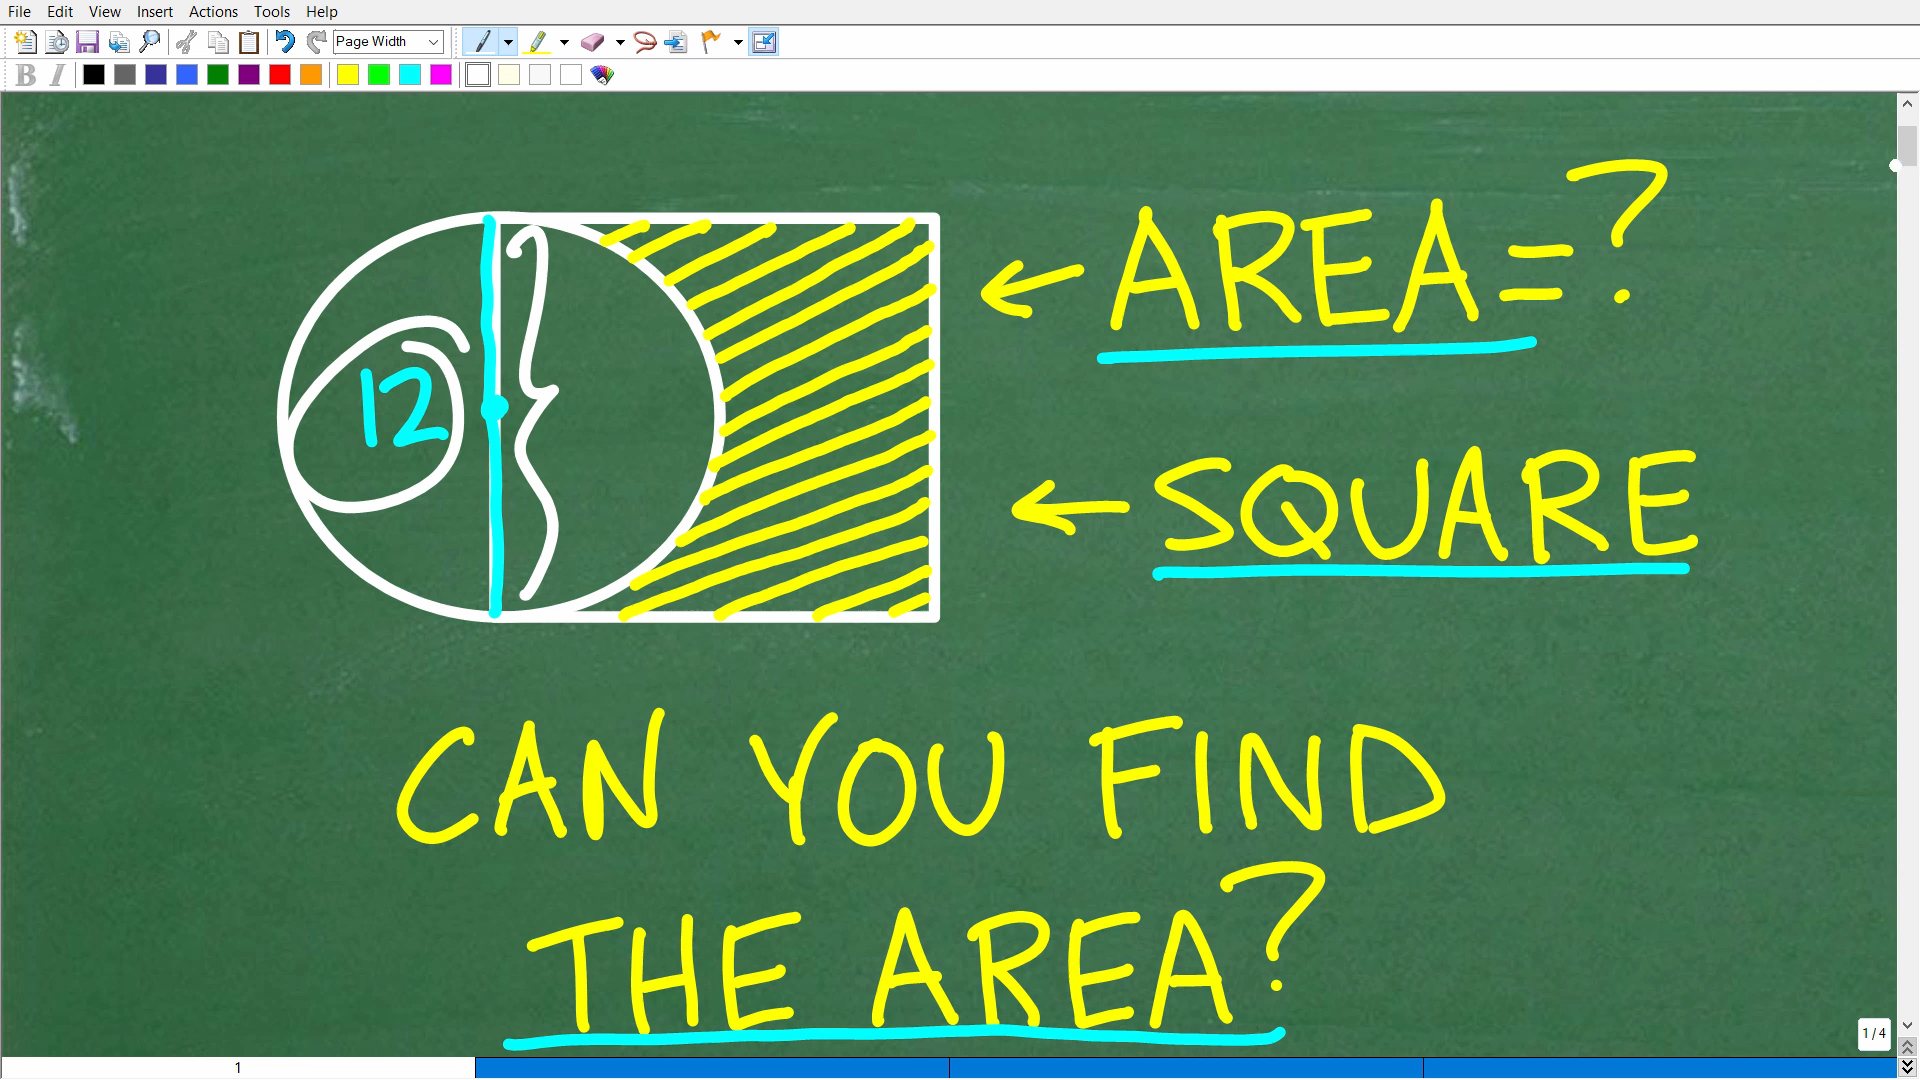 File Edit View Insert Actions Tools Help
Page Width
B I
AREA=?
12
SQUARE
CAN YOU FIND
THE AREA?
1 / 4
1